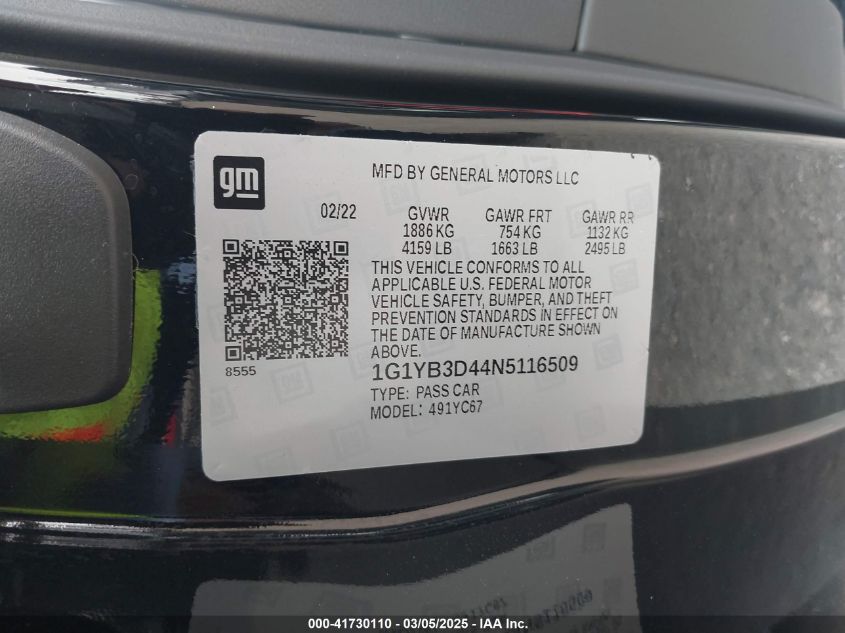 gm
MFD BY GENERAL MOTORS LLC
02/22
GVWR GAWR FRT GAWR RR
1886 KG 754 KG 1132 KG
4159 LB 1663 LB 2495 LB
THIS VEHICLE CONFORMS TO ALL
APPLICABLE U.S. FEDERAL MOTOR
VEHICLE SAFETY, BUMPER, AND THEFT
PREVENTION STANDARDS IN EFFECT ON
THE DATE OF MANUFACTURE SHOWN
ABOVE.
8555
1G1YB3D44N5116509
TYPE: PASS CAR
MODEL: 491YC67
000-41730110 - 03/05/2025 - IAA Inc.